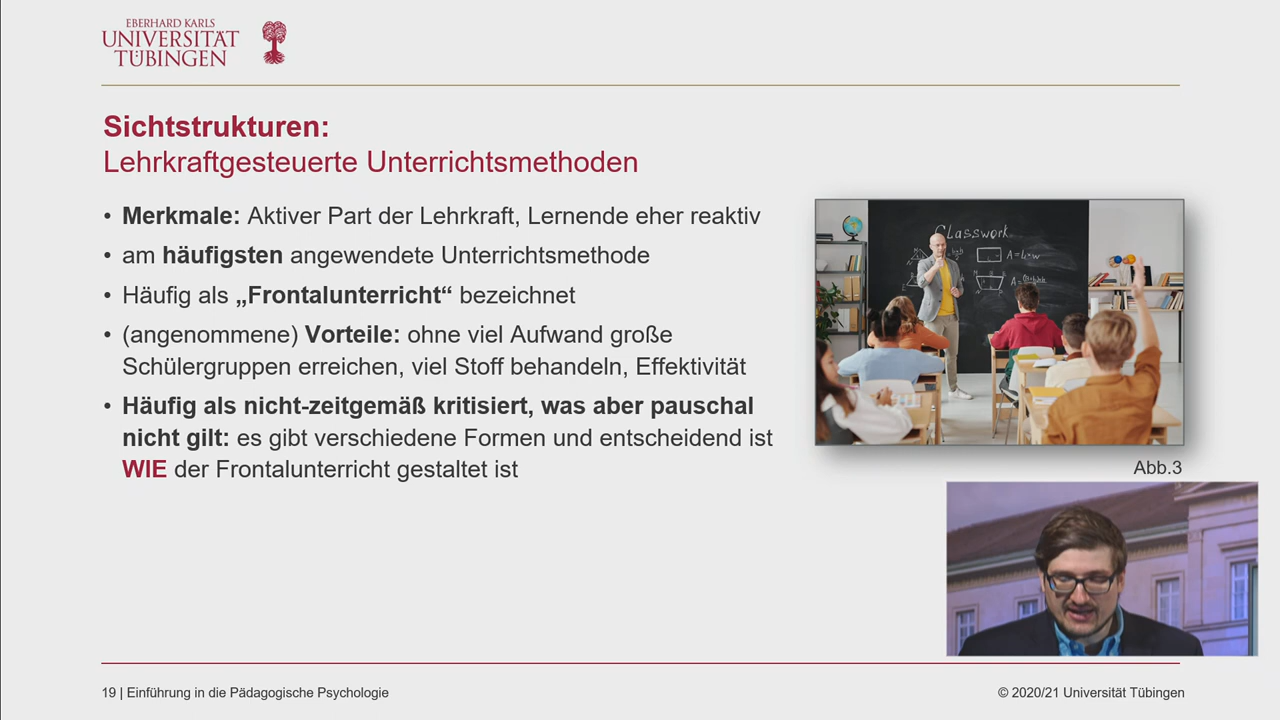 EBERHARD KARLS
UNIVERSITÄT
TÜBINGEN
Sichtstrukturen:
Lehrkraftgesteuerte Unterrichtsmethoden
• Merkmale: Aktiver Part der Lehrkraft, Lernende eher reaktiv
• am häufigsten angewendete Unterrichtsmethode
• Häufig als „Frontalunterricht“ bezeichnet
• (angenommene) Vorteile: ohne viel Aufwand große
Schülergruppen erreichen, viel Stoff behandeln, Effektivität
• Häufig als nicht-zeitgemäß kritisiert, was aber pauschal
nicht gilt: es gibt verschiedene Formen und entscheidend ist
WIE der Frontalunterricht gestaltet ist
Classwork
Abb.3
19 | Einführung in die Pädagogische Psychologie
© 2020/21 Universität Tübingen